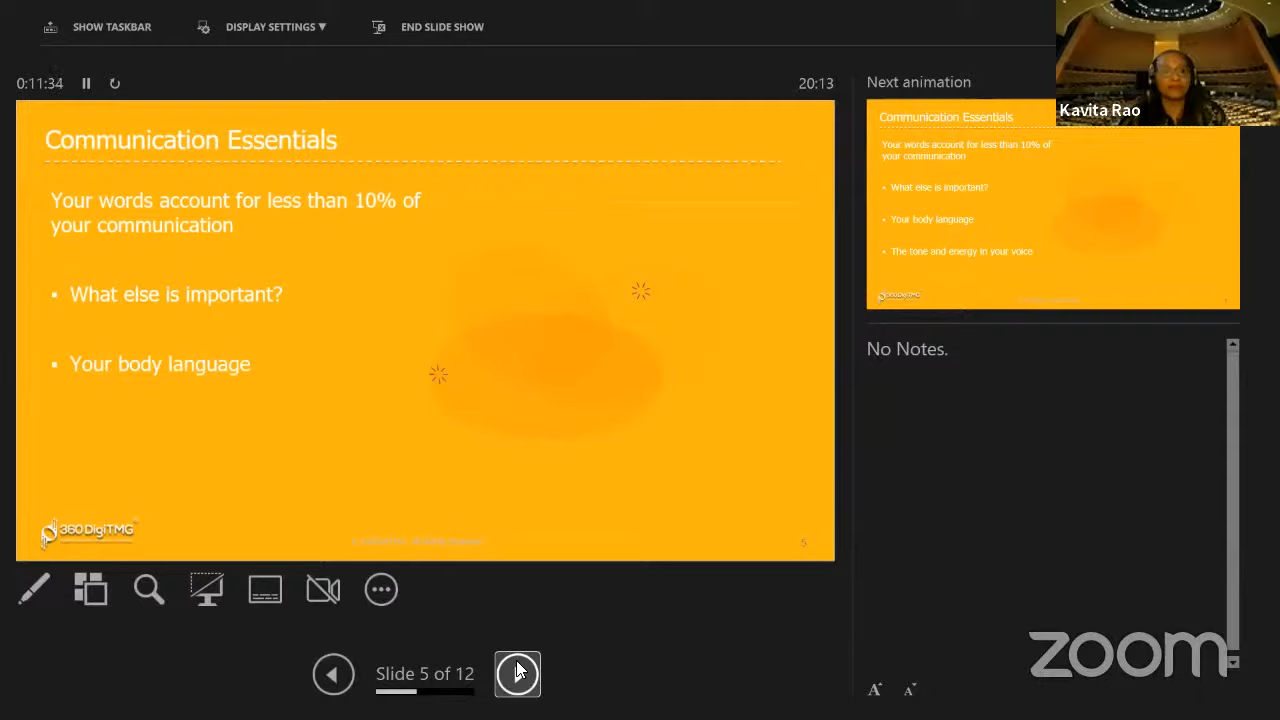 SHOW TASKBAR
DISPLAY SETTINGS ▼
END SLIDE SHOW
0:11:34
20:13
Communication Essentials
Your words account for less than 10% of
your communication
▪ What else is important?
▪ Your body language
360DigiTMG
5
Slide 5 of 12
Next animation
Kavita Rao
Communication Essentials
Your words account for less than 10% of
your communication
▪ What else is important?
▪ Your body language
▪ The tone and energy in your voice
360DigiTMG
No Notes.
A A
zoom